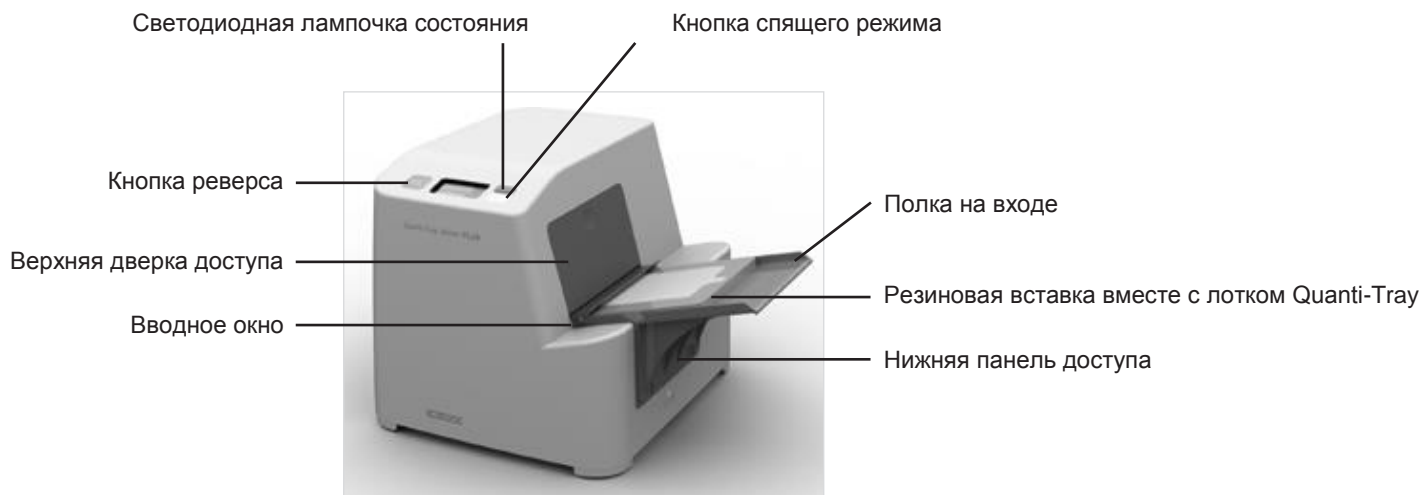 Светодиодная лампочка состояния
Кнопка спящего режима
Кнопка реверса
Полка на входе
Верхняя дверка доступа
Резиновая вставка вместе с лотком Quanti-Tray
Вводное окно
Нижняя панель доступа